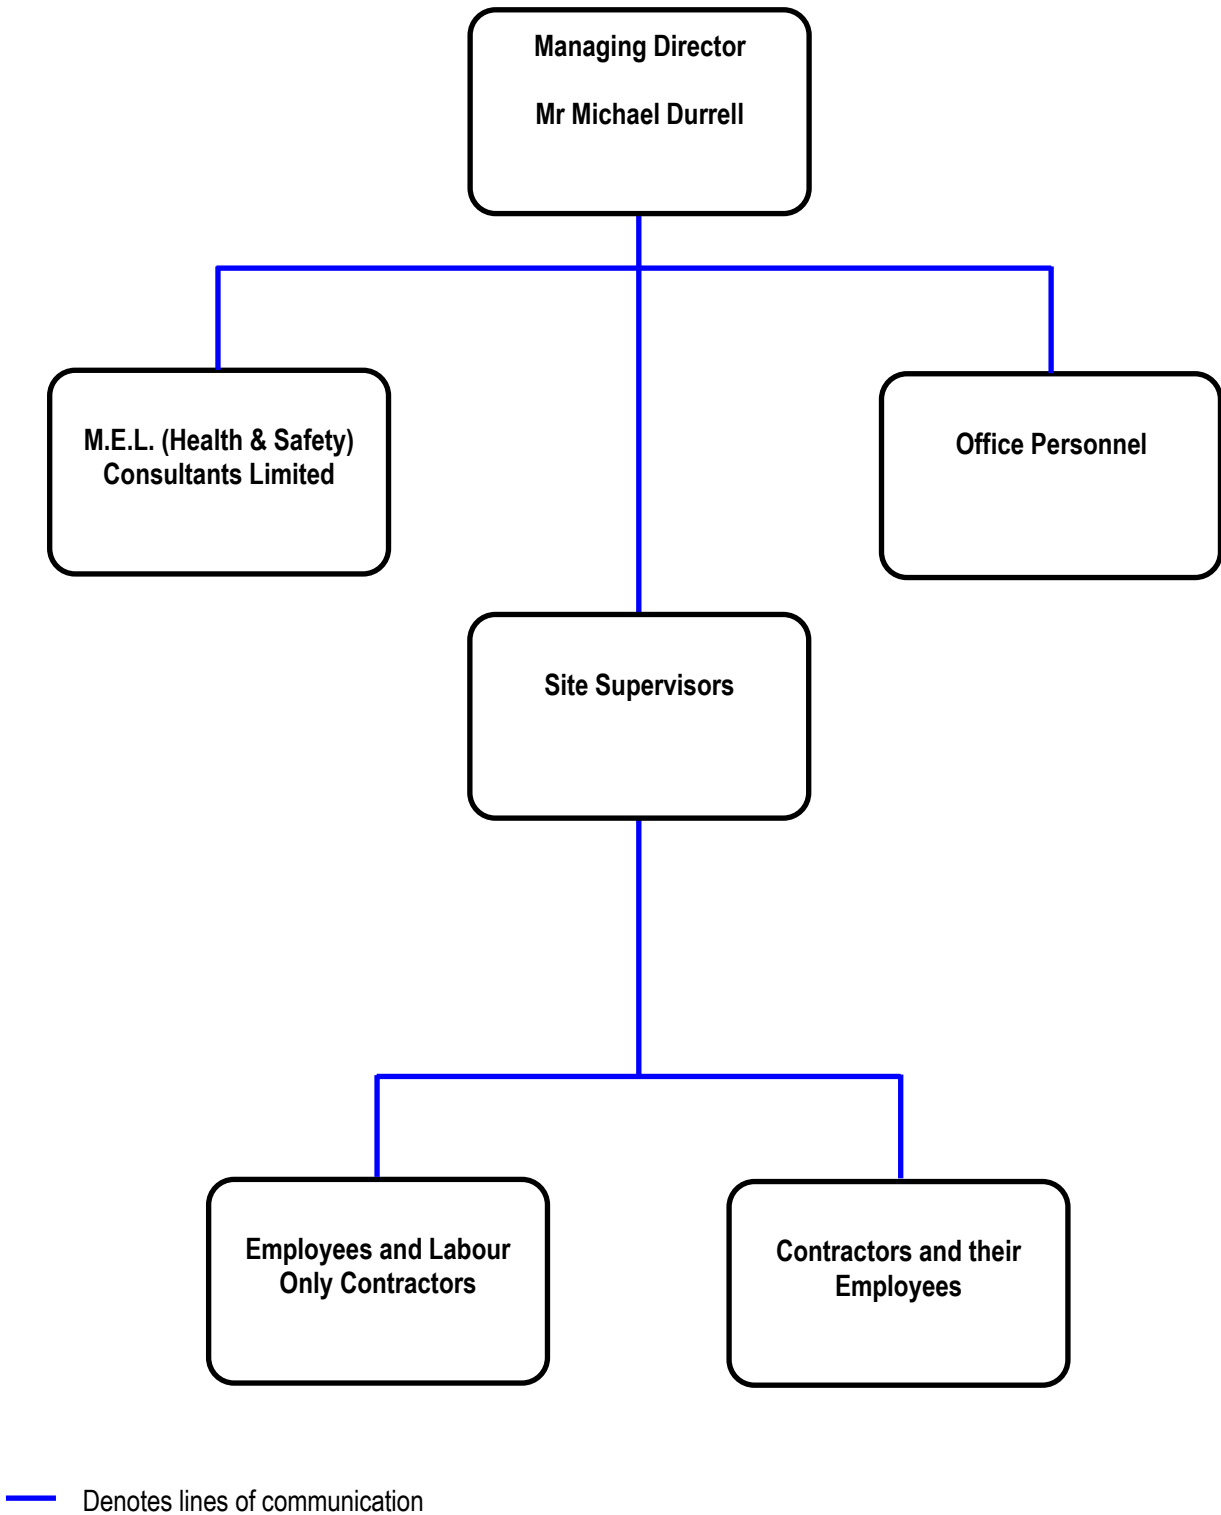 Managing Director
Mr Michael Durrell
M.E.L. (Health & Safety)
Consultants Limited
Office Personnel
Site Supervisors
Employees and Labour
Only Contractors
Contractors and their
Employees
Denotes lines of communication